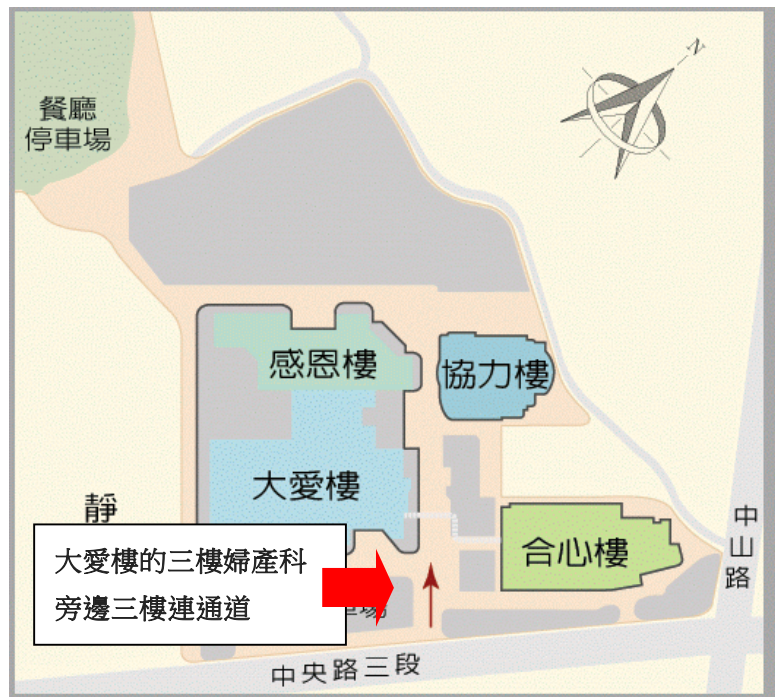 N
餐廳
停車場
感恩樓
協力樓
大愛樓
靜
合心樓
中山路
大愛樓的三樓婦產科
旁邊三樓連通道
場
中央路三段